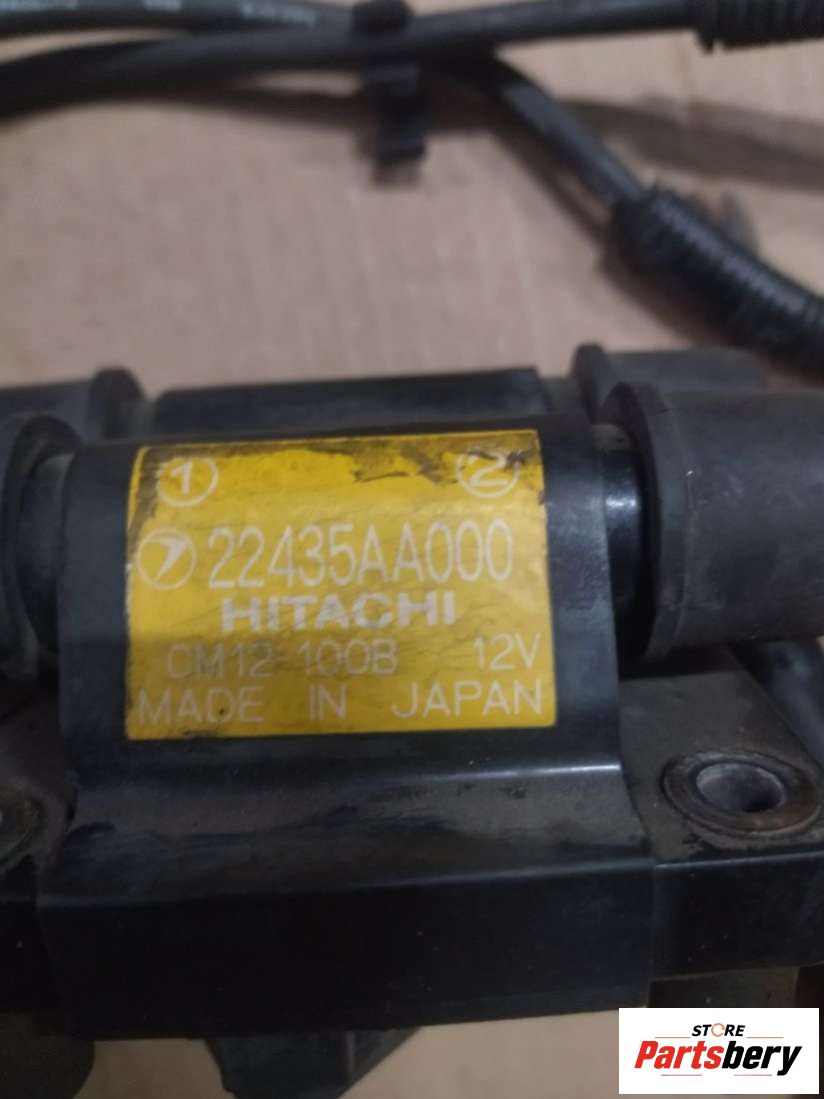 ① ②
22435AA000
HITACHI
CM12-100B 12V
MADE IN JAPAN
STORE
Partsbery